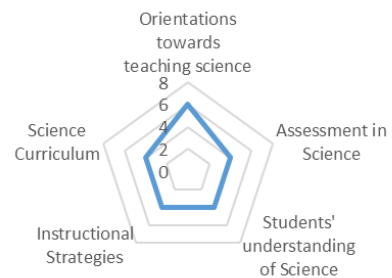 Orientations
towards
teaching science
8
6
4
2
0
Science
Curriculum
Assessment in
Science
Instructional
Strategies
Students'
understanding
of Science